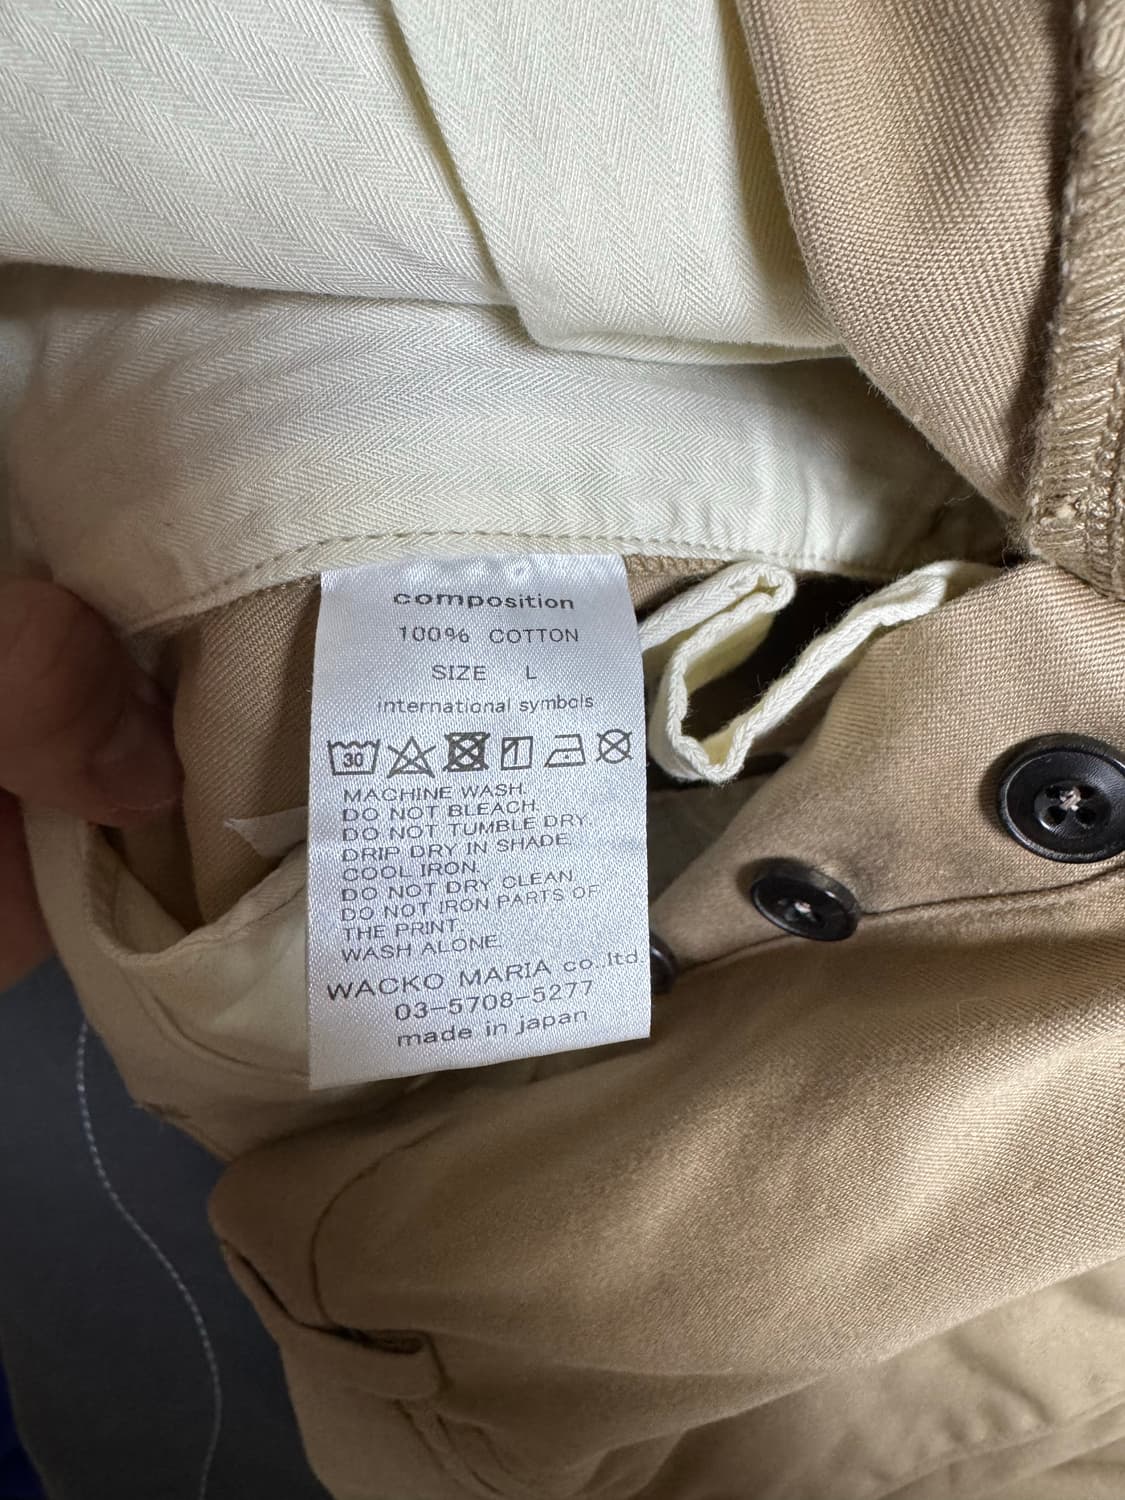 composition
100% COTTON
SIZE L
international symbols
30
MACHINE WASH.
DO NOT BLEACH.
DO NOT TUMBLE DRY.
DRIP DRY IN SHADE.
COOL IRON.
DO NOT DRY CLEAN.
DO NOT IRON PARTS OF
THE PRINT.
WASH ALONE.
WACKO MARIA co.,ltd.
03-5708-5277
made in japan